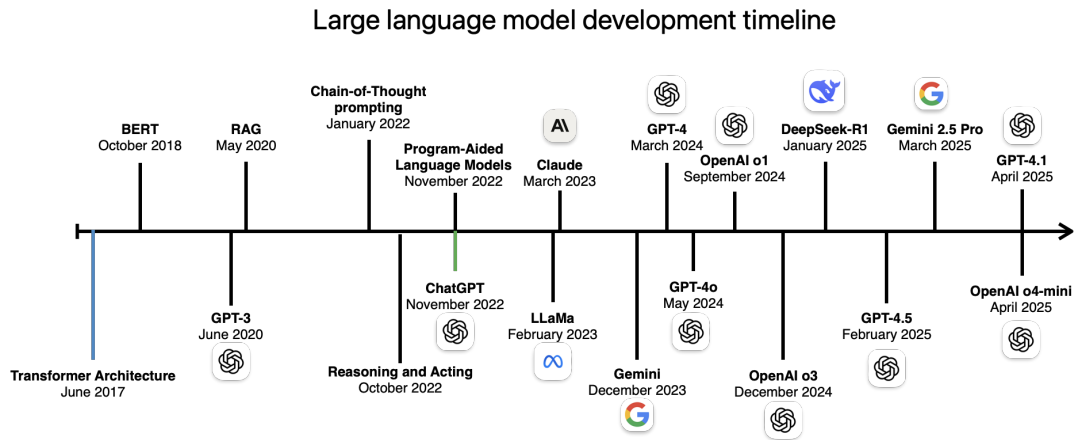 Large language model development timeline
BERT
October 2018
RAG
May 2020
Chain-of-Thought
prompting
January 2022
Program-Aided
Language Models
November 2022
A\
Claude
March 2023
GPT-4
March 2024
OpenAI o1
September 2024
DeepSeek-R1
January 2025
G
Gemini 2.5 Pro
March 2025
GPT-4.1
April 2025
Transformer Architecture
June 2017
GPT-3
June 2020
Reasoning and Acting
October 2022
ChatGPT
November 2022
LLaMa
February 2023
Gemini
December 2023
G
GPT-4o
May 2024
OpenAI o3
December 2024
GPT-4.5
February 2025
OpenAI o4-mini
April 2025